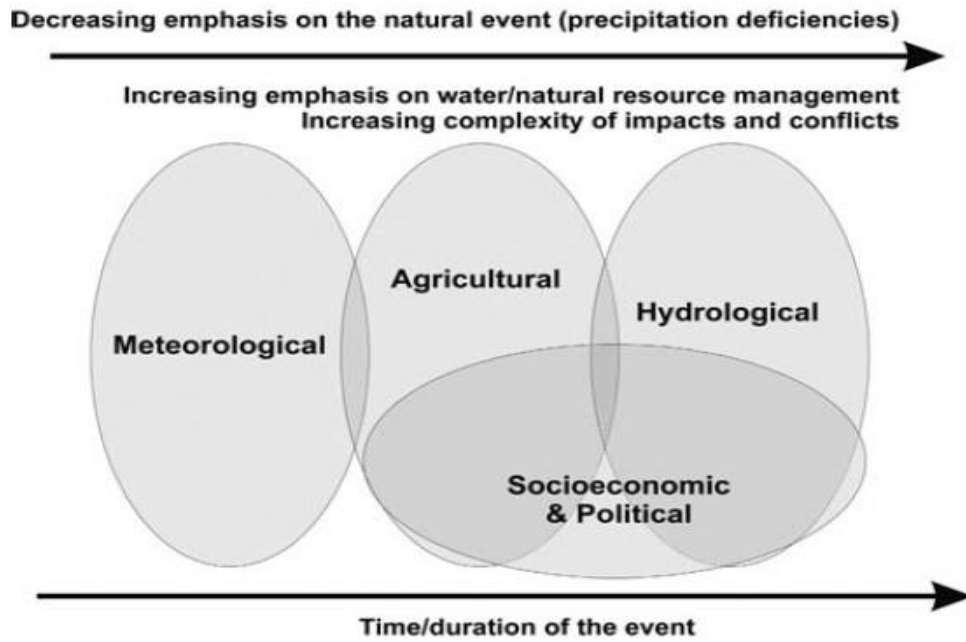 Decreasing emphasis on the natural event (precipitation deficiencies)
Increasing emphasis on water/natural resource management
Increasing complexity of impacts and conflicts
Meteorological
Agricultural
Hydrological
Socioeconomic
& Political
Time/duration of the event